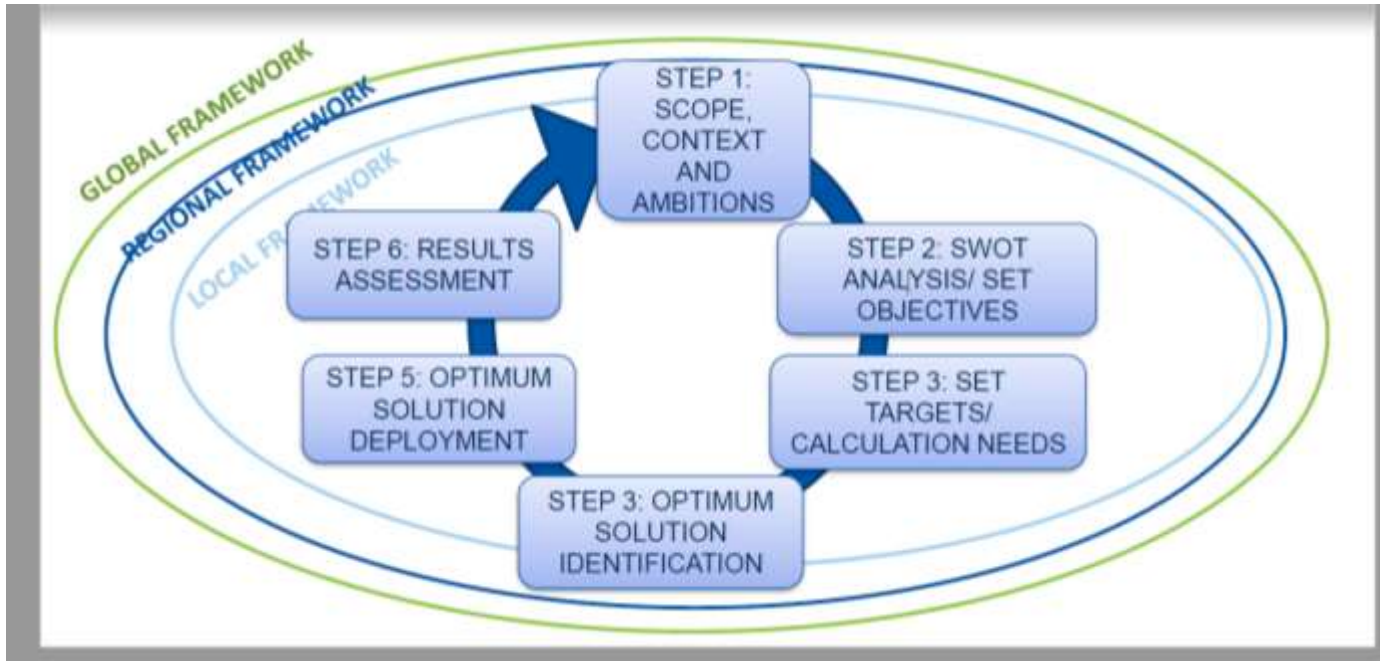 GLOBAL FRAMEWORK
REGIONAL FRAMEWORK
LOCAL FRAMEWORK
STEP 1:
SCOPE,
CONTEXT
AND
AMBITIONS
STEP 2: SWOT
ANALYSIS/ SET
OBJECTIVES
STEP 3: SET
TARGETS/
CALCULATION NEEDS
STEP 3: OPTIMUM
SOLUTION
IDENTIFICATION
STEP 5: OPTIMUM
SOLUTION
DEPLOYMENT
STEP 6: RESULTS
ASSESSMENT